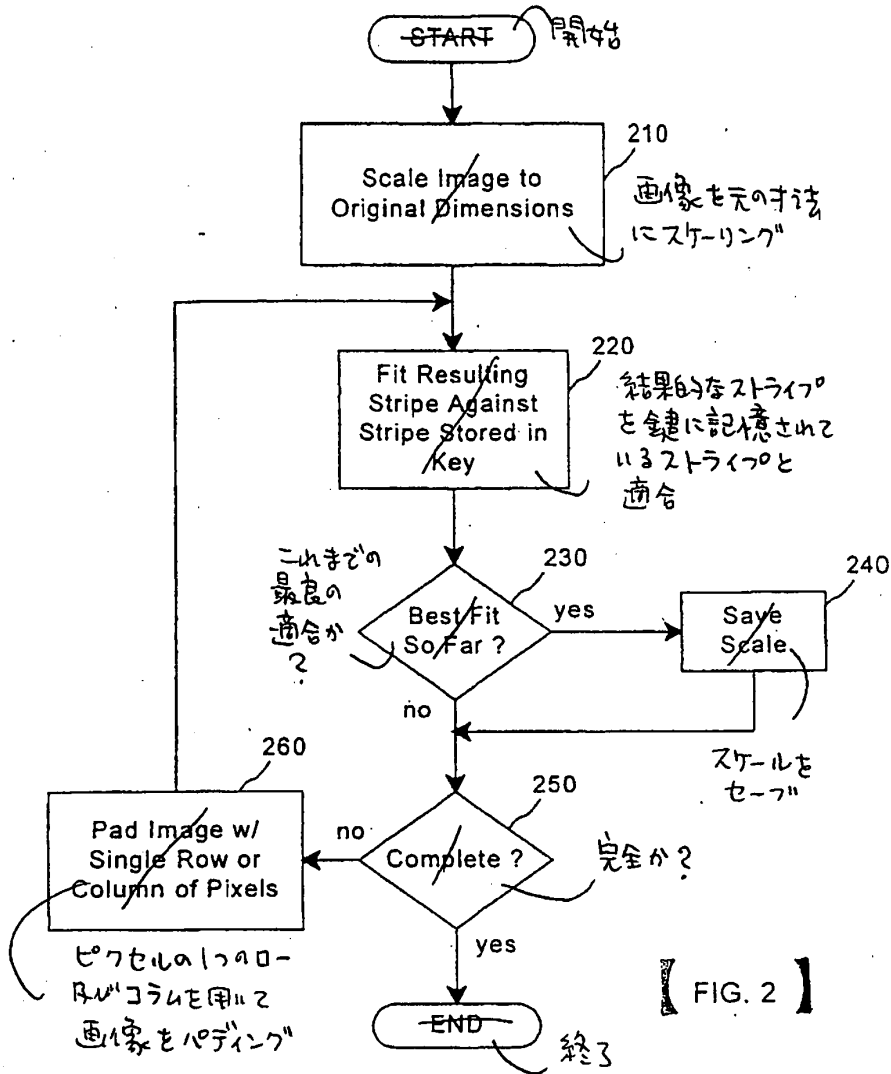 START
開始
210
Scale Image to
Original Dimensions
画像を元の寸法
にスケーリング
220
Fit Resulting
Stripe Against
Stripe Stored in
Key
結果的なストライプ
を鍵に記憶されて
いるストライプと
適合
これまでの
最良の
適合か
?
230
Best Fit
So Far ?
yes
240
Save
Scale
no
スケールを
セーブ
260
Pad Image w/
Single Row or
Column of Pixels
no
250
Complete ?
完全か?
ピクセルの1つのロー
及びコラムを用いて
画像をパディング
yes
END
終了
【 FIG. 2 】